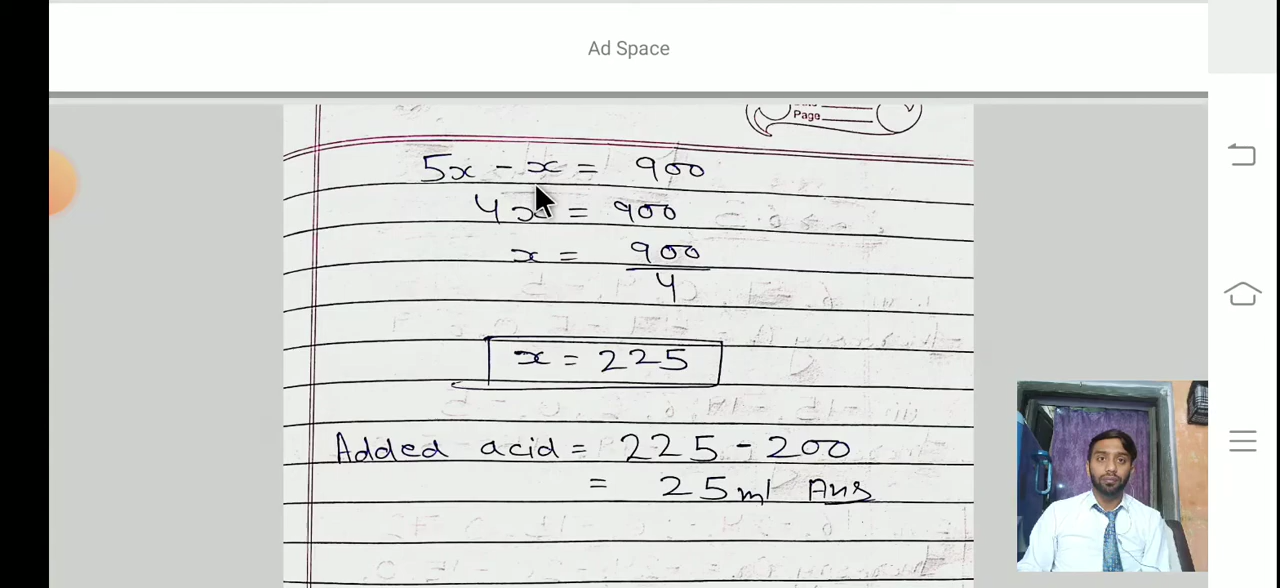 Ad Space
Page
5x - x = 900
4x = 900
x = 900/4
x = 225
Added acid = 225 - 200
= 25ml Ans